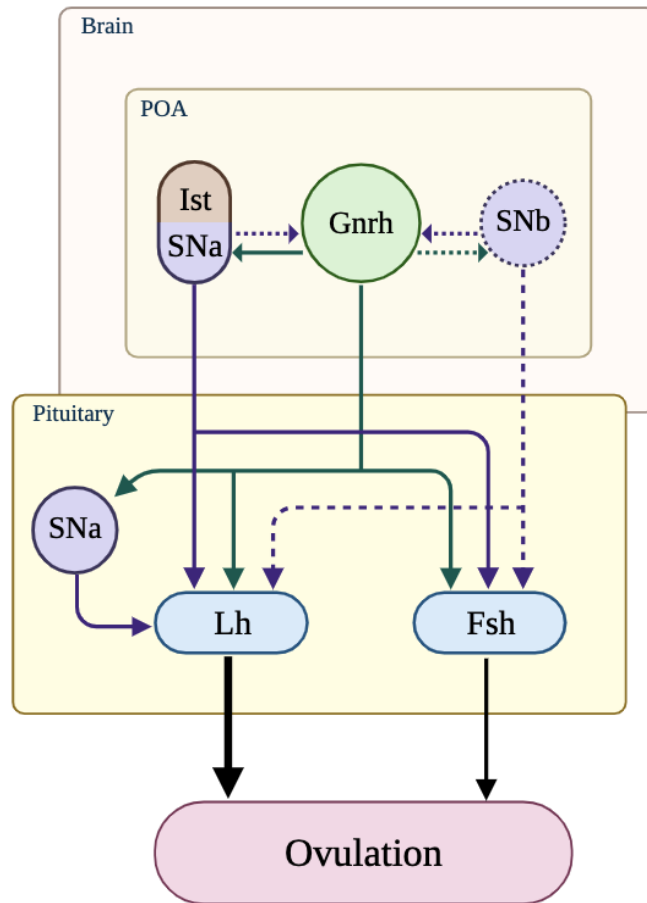 Brain
POA
Ist
SNa
Gnrh
SNb
Pituitary
SNa
Lh
Fsh
Ovulation